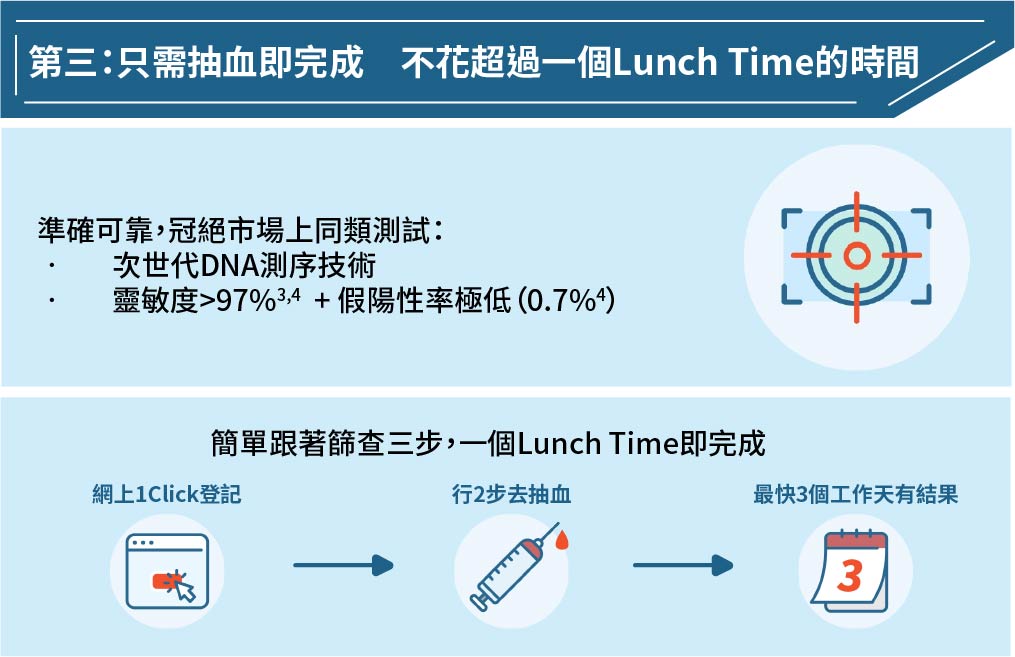 第三：只需抽血即完成　不花超過一個Lunch Time的時間
準確可靠，冠絕市場上同類測試：
· 次世代DNA測序技術
· 靈敏度>97%³,⁴ + 假陽性率極低（0.7%⁴）
簡單跟著篩查三步，一個Lunch Time即完成
網上1Click登記
行2步去抽血
最快3個工作天有結果
3